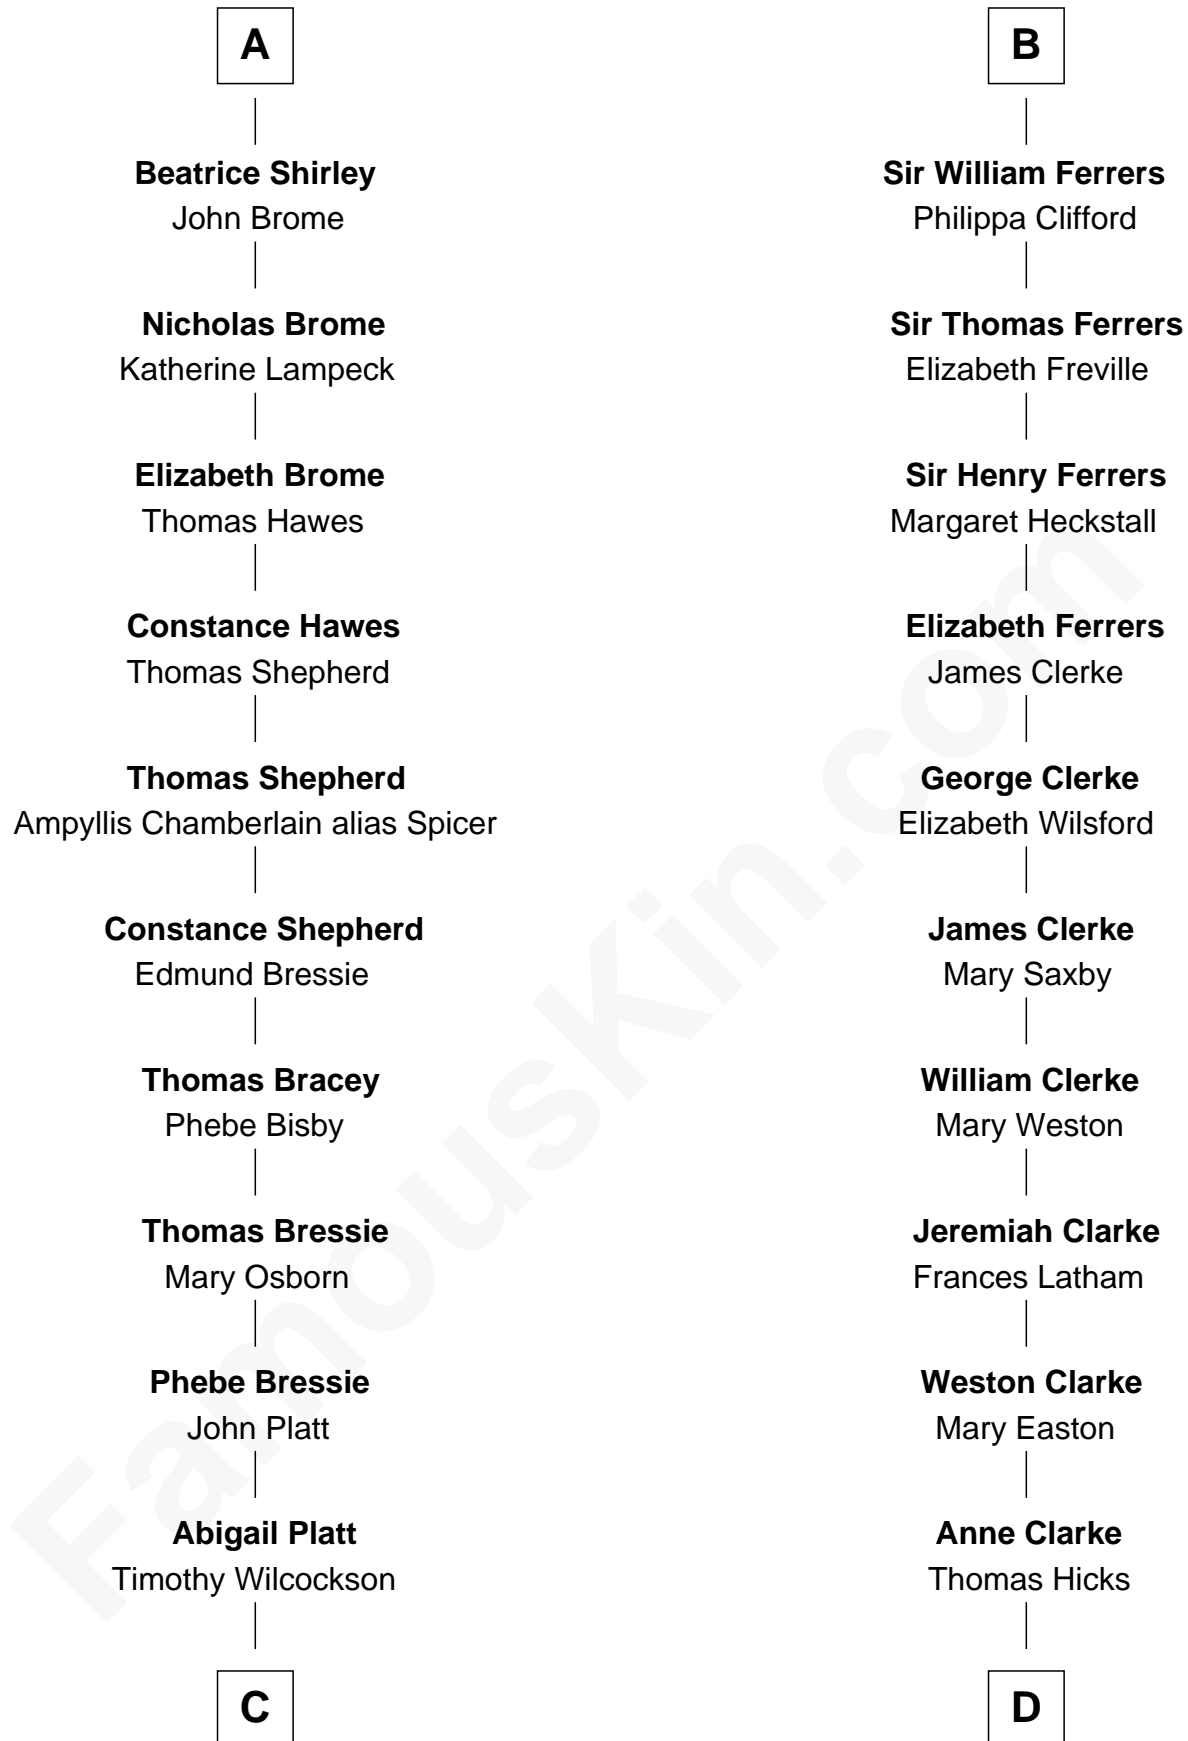 A
Beatrice Shirley
John Brome
Nicholas Brome
Katherine Lampeck
Elizabeth Brome
Thomas Hawes
Constance Hawes
Thomas Shepherd
Thomas Shepherd
Ampyllis Chamberlain alias Spicer
Constance Shepherd
Edmund Bressie
Thomas Bracey
Phebe Bisby
Thomas Bressie
Mary Osborn
Phebe Bressie
John Platt
Abigail Platt
Timothy Wilcockson
C
B
Sir William Ferrers
Philippa Clifford
Sir Thomas Ferrers
Elizabeth Freville
Sir Henry Ferrers
Margaret Heckstall
Elizabeth Ferrers
James Clerke
George Clerke
Elizabeth Wilsford
James Clerke
Mary Saxby
William Clerke
Mary Weston
Jeremiah Clarke
Frances Latham
Weston Clarke
Mary Easton
Anne Clarke
Thomas Hicks
D
FamousKin.com